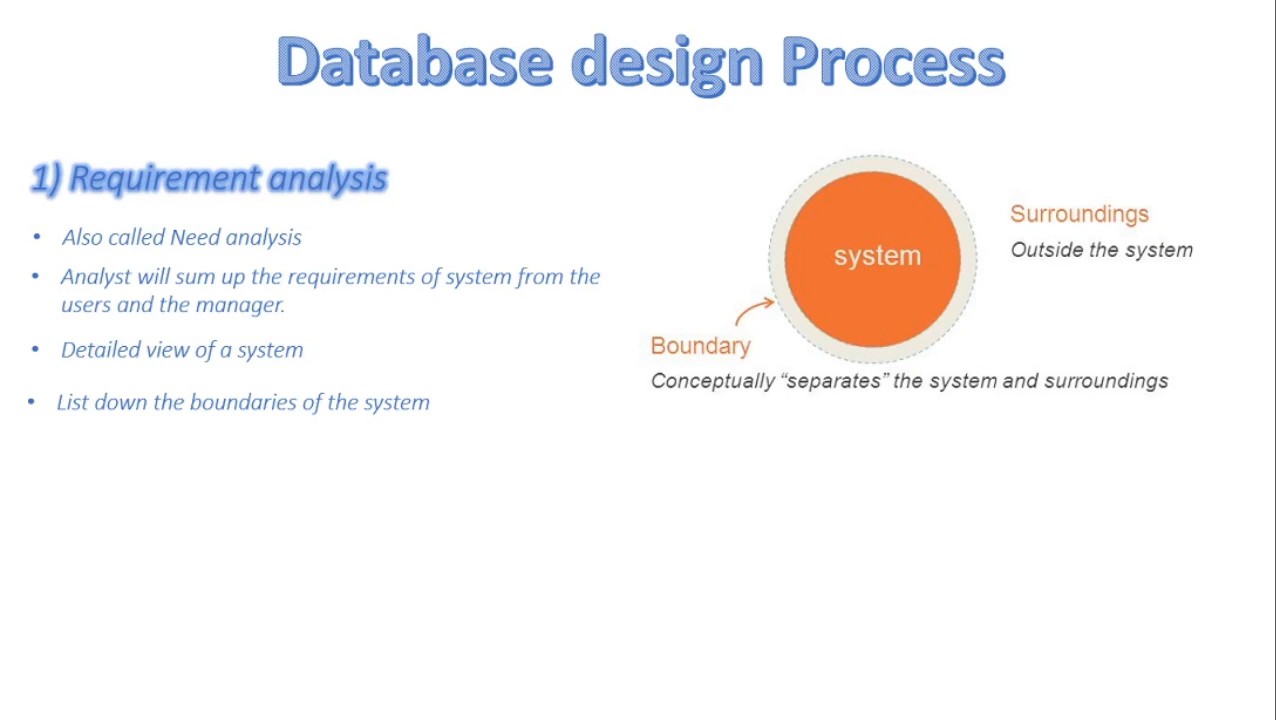 Database design Process
1) Requirement analysis
• Also called Need analysis
• Analyst will sum up the requirements of system from the
users and the manager.
• Detailed view of a system
• List down the boundaries of the system
system
Surroundings
Outside the system
Boundary
Conceptually “separates” the system and surroundings